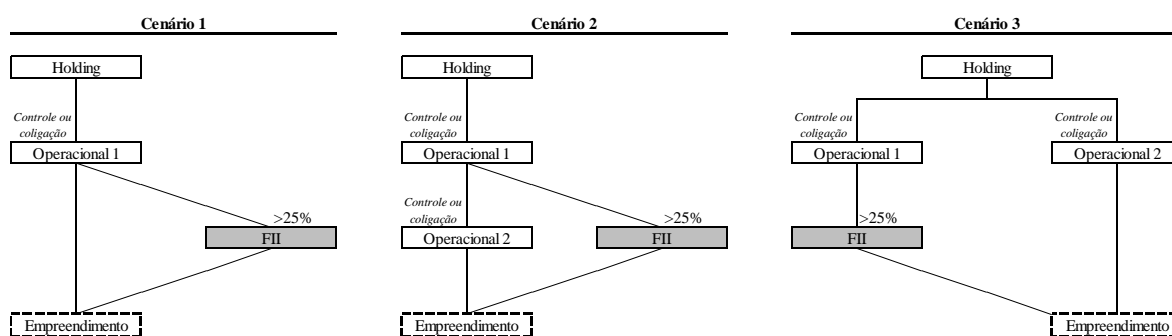 Cenário 1
Holding
Controle ou
coligação
Operacional 1
>25%
FII
Empreendimento
Cenário 2
Holding
Controle ou
coligação
Operacional 1
Controle ou
coligação
>25%
Operacional 2
FII
Empreendimento
Cenário 3
Holding
Controle ou
coligação
Controle ou
coligação
Operacional 1
Operacional 2
>25%
FII
Empreendimento